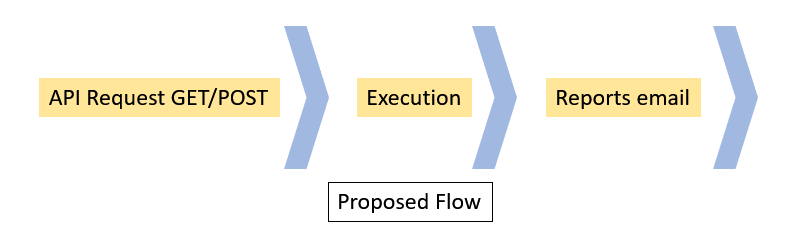 API Request GET/POST
Execution
Reports email
Proposed Flow